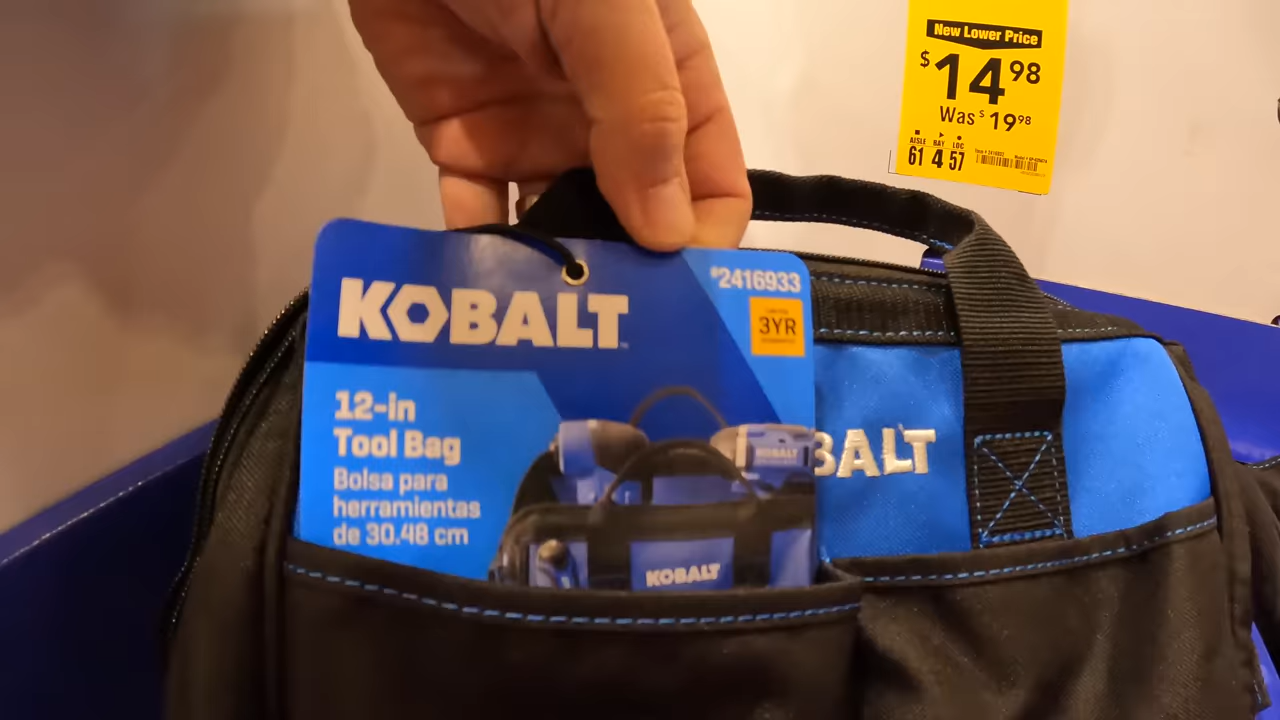 New Lower Price
$14 98
Was $19 98
AISLE BAY LOC
61 4 57
KOBALT
#2416933
3YR
12-in
Tool Bag
Bolsa para
herramientas
de 30.48 cm
KOBALT
KOBALT
BALT